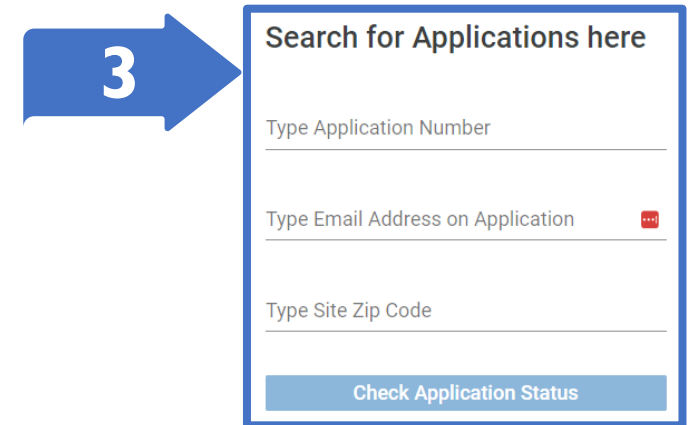 3
Search for Applications here
Type Application Number
Type Email Address on Application
Type Site Zip Code
Check Application Status